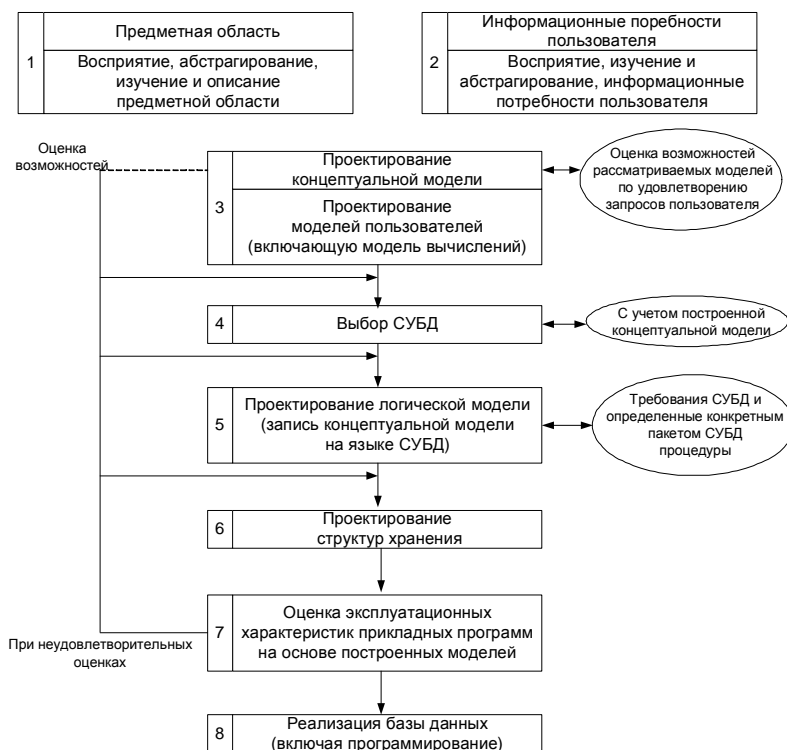 Предметная область
1
Восприятие, абстрагирование,
изучение и описание
предметной области
Информационные поребности
пользователя
2
Восприятие, изучение и
абстрагирование, информационные
потребности пользователя
Оценка
возможностей
3
Проектирование
концептуальной модели
Проектирование
моделей пользователей
(включающую модель вычислений)
Оценка возможностей
рассматриваемых моделей
по удовлетворению
запросов пользователя
4
Выбор СУБД
С учетом построенной
концептуальной модели
5
Проектирование логической модели
(запись концептуальной модели
на языке СУБД)
Требования СУБД и
определенные конкретным
пакетом СУБД
процедуры
6
Проектирование
структур хранения
7
Оценка эксплуатационных
характеристик прикладных программ
на основе построенных моделей
При неудовлетворительных
оценках
8
Реализация базы данных
(включая программирование)